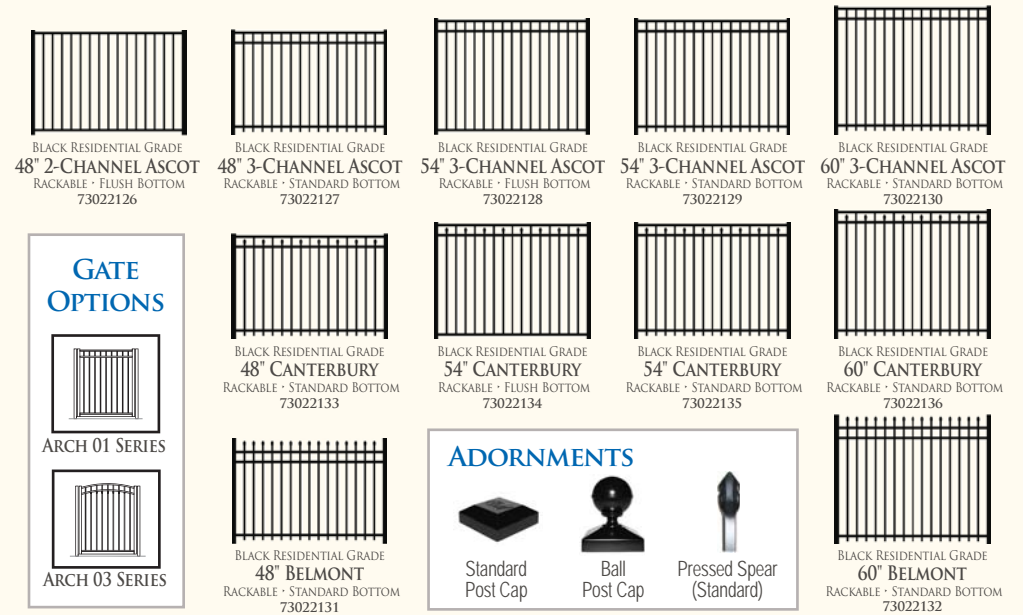 BLACK RESIDENTIAL GRADE
48" 2-CHANNEL ASCOT
RACKABLE · FLUSH BOTTOM
73022126
BLACK RESIDENTIAL GRADE
48" 3-CHANNEL ASCOT
RACKABLE · STANDARD BOTTOM
73022127
BLACK RESIDENTIAL GRADE
54" 3-CHANNEL ASCOT
RACKABLE · FLUSH BOTTOM
73022128
BLACK RESIDENTIAL GRADE
54" 3-CHANNEL ASCOT
RACKABLE · STANDARD BOTTOM
73022129
BLACK RESIDENTIAL GRADE
60" 3-CHANNEL ASCOT
RACKABLE · STANDARD BOTTOM
73022130
GATE
OPTIONS
ARCH 01 SERIES
ARCH 03 SERIES
BLACK RESIDENTIAL GRADE
48" CANTERBURY
RACKABLE · STANDARD BOTTOM
73022133
BLACK RESIDENTIAL GRADE
54" CANTERBURY
RACKABLE · FLUSH BOTTOM
73022134
BLACK RESIDENTIAL GRADE
54" CANTERBURY
RACKABLE · STANDARD BOTTOM
73022135
BLACK RESIDENTIAL GRADE
60" CANTERBURY
RACKABLE · STANDARD BOTTOM
73022136
BLACK RESIDENTIAL GRADE
48" BELMONT
RACKABLE · STANDARD BOTTOM
73022131
ADORNMENTS
Standard
Post Cap
Ball
Post Cap
Pressed Spear
(Standard)
BLACK RESIDENTIAL GRADE
60" BELMONT
RACKABLE · STANDARD BOTTOM
73022132